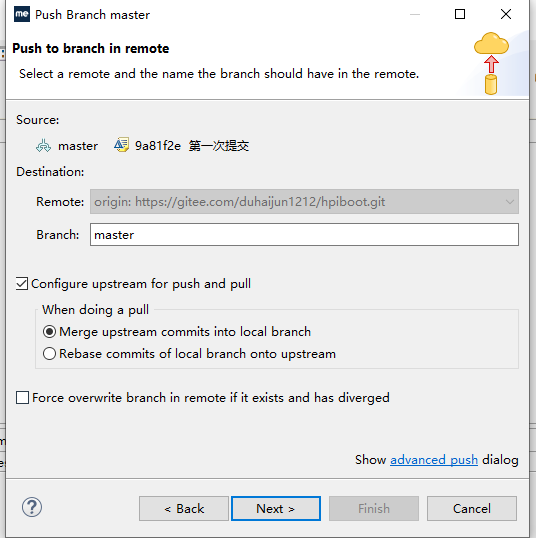 me Push Branch master
Push to branch in remote
Select a remote and the name the branch should have in the remote.
Source:
master 9a81f2e 第一次提交
Destination:
Remote: origin: https://gitee.com/duhaijun1212/hpiboot.git
Branch: master
Configure upstream for push and pull
When doing a pull
Merge upstream commits into local branch
Rebase commits of local branch onto upstream
Force overwrite branch in remote if it exists and has diverged
Show advanced push dialog
? < Back Next > Finish Cancel